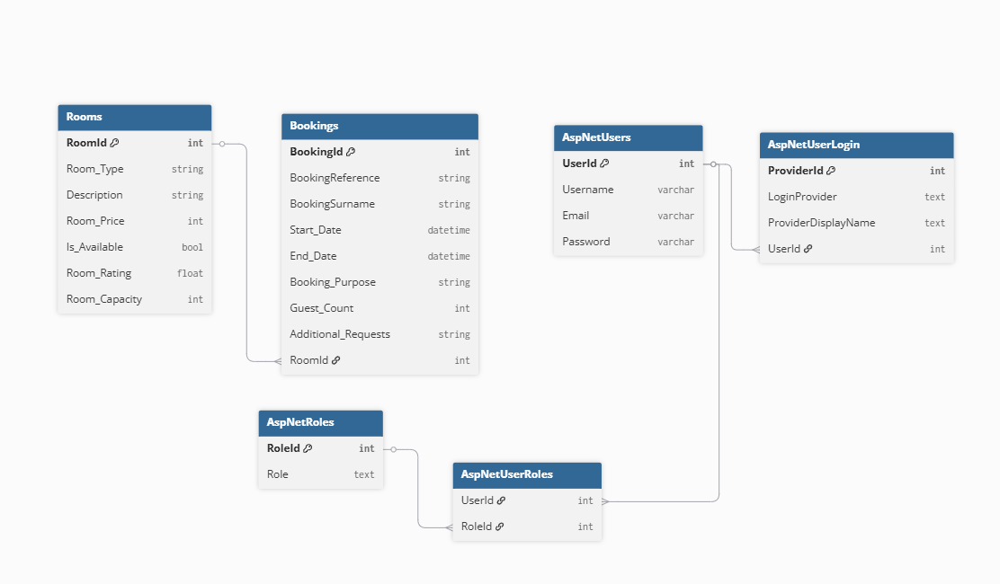 Rooms
RoomId int
Room_Type string
Description string
Room_Price int
Is_Available bool
Room_Rating float
Room_Capacity int
Bookings
BookingId int
BookingReference string
BookingSurname string
Start_Date datetime
End_Date datetime
Booking_Purpose string
Guest_Count int
Additional_Requests string
RoomId int
AspNetUsers
UserId int
Username varchar
Email varchar
Password varchar
AspNetUserLogin
ProviderId int
LoginProvider text
ProviderDisplayName text
UserId int
AspNetRoles
RoleId int
Role text
AspNetUserRoles
UserId int
RoleId int